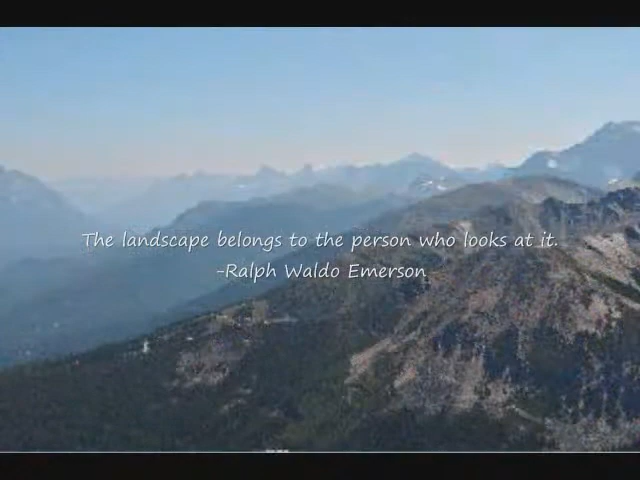 The landscape belongs to the person who looks at it.
-Ralph Waldo Emerson